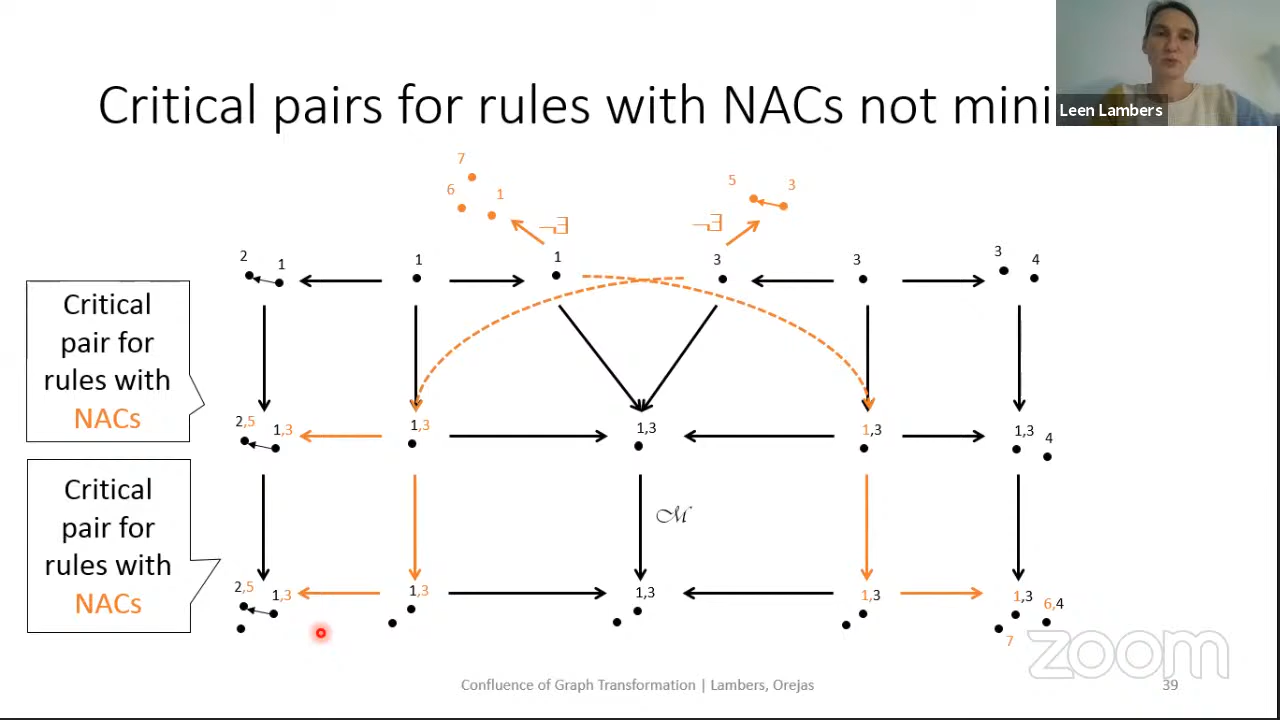 Critical pairs for rules with NACs not mini
Leen Lambers
7
6 1
5 3
¬∃ ¬∃
2 1 1 1 3 3 3 4
Critical
pair for
rules with
NACs
2,5 1,3 1,3 1,3 1,3 1,3 4
Critical
pair for
rules with
NACs
ℳ
2,5 1,3 1,3 1,3 1,3 1,3 6,4
7
zoom
Confluence of Graph Transformation | Lambers, Orejas
39